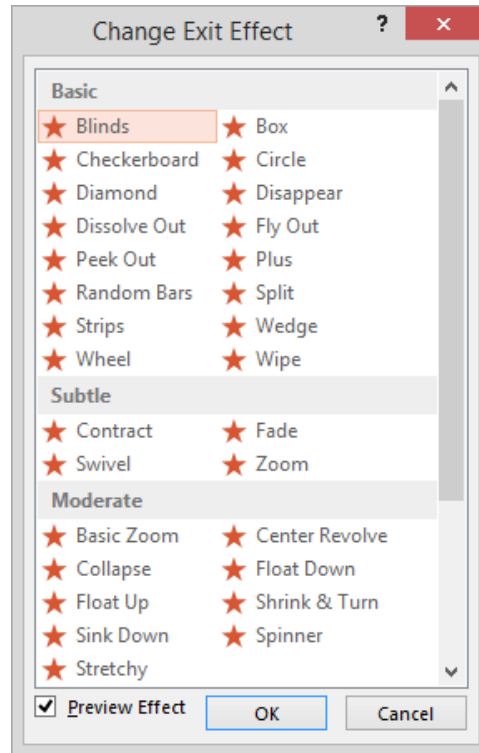 Change Exit Effect ?
Basic
Blinds Box
Checkerboard Circle
Diamond Disappear
Dissolve Out Fly Out
Peek Out Plus
Random Bars Split
Strips Wedge
Wheel Wipe
Subtle
Contract Fade
Swivel Zoom
Moderate
Basic Zoom Center Revolve
Collapse Float Down
Float Up Shrink & Turn
Sink Down Spinner
Stretchy
Preview Effect OK Cancel